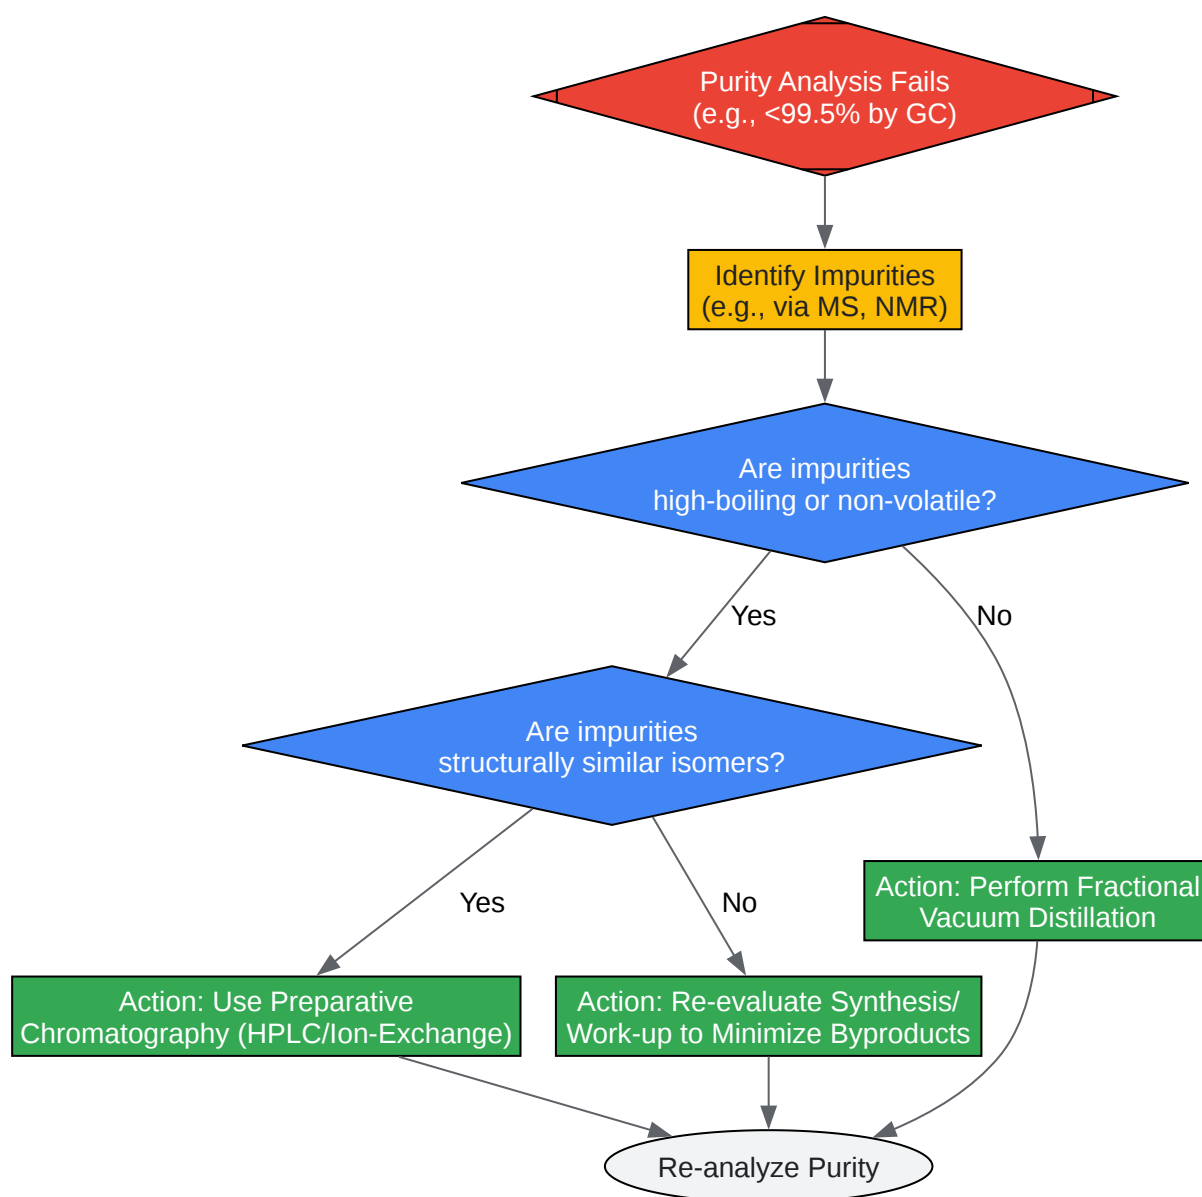 Purity Analysis Fails
(e.g., <99.5% by GC)
Identify Impurities
(e.g., via MS, NMR)
Are impurities
high-boiling or non-volatile?
Yes
No
Are impurities
structurally similar isomers?
Yes
No
Action: Perform Fractional
Vacuum Distillation
Action: Use Preparative
Chromatography (HPLC/Ion-Exchange)
Action: Re-evaluate Synthesis/
Work-up to Minimize Byproducts
Re-analyze Purity